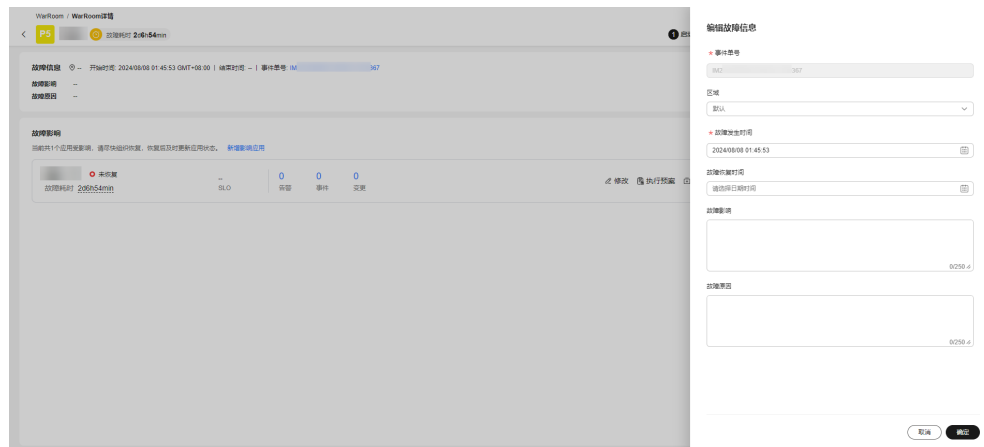 WarRoom / WarRoom详情
P5 故障耗时 2d6h54min
1 启
故障信息 -- 开始时间: 2024/08/08 01:45:53 GMT+08:00 | 结束时间: -- | 事件单号: IM 367
故障影响 --
故障原因 --
故障影响
当前共1个应用受影响，请尽快组织恢复，恢复后及时更新应用状态。 新增影响应用
未恢复
故障耗时 2d6h54min
--
SLO
0
告警
0
事件
0
变更
修改 执行预案
编辑故障信息
* 事件单号
IM2 367
区域
默认
* 故障发生时间
2024/08/08 01:45:53
故障恢复时间
请选择日期时间
故障影响
0/250
故障原因
0/250
取消 确定